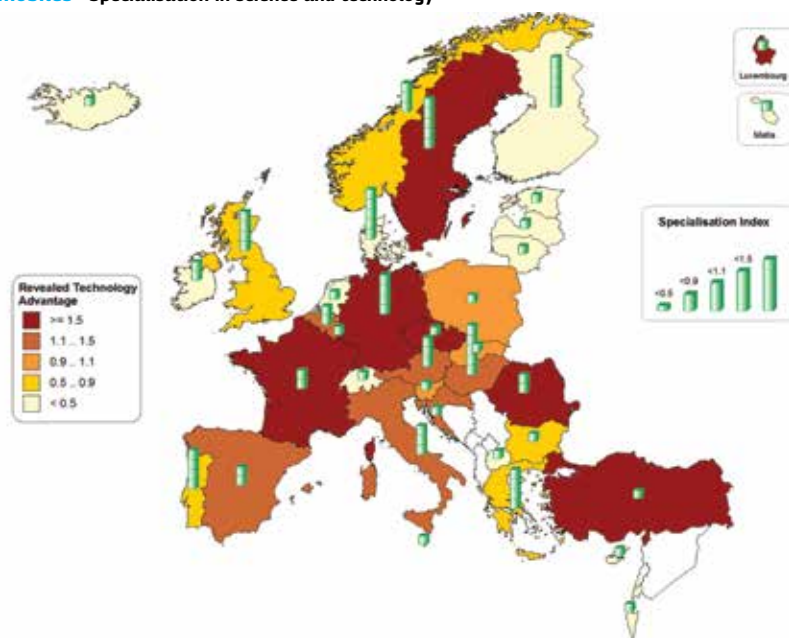 Specialisation in science and technology
Luxembourg
Malta
Specialisation Index
<0.5
<0.9
<1.1
<1.5
Revealed Technology
Advantage
>= 1.5
1.1 .. 1.5
0.9 .. 1.1
0.5 .. 0.9
< 0.5